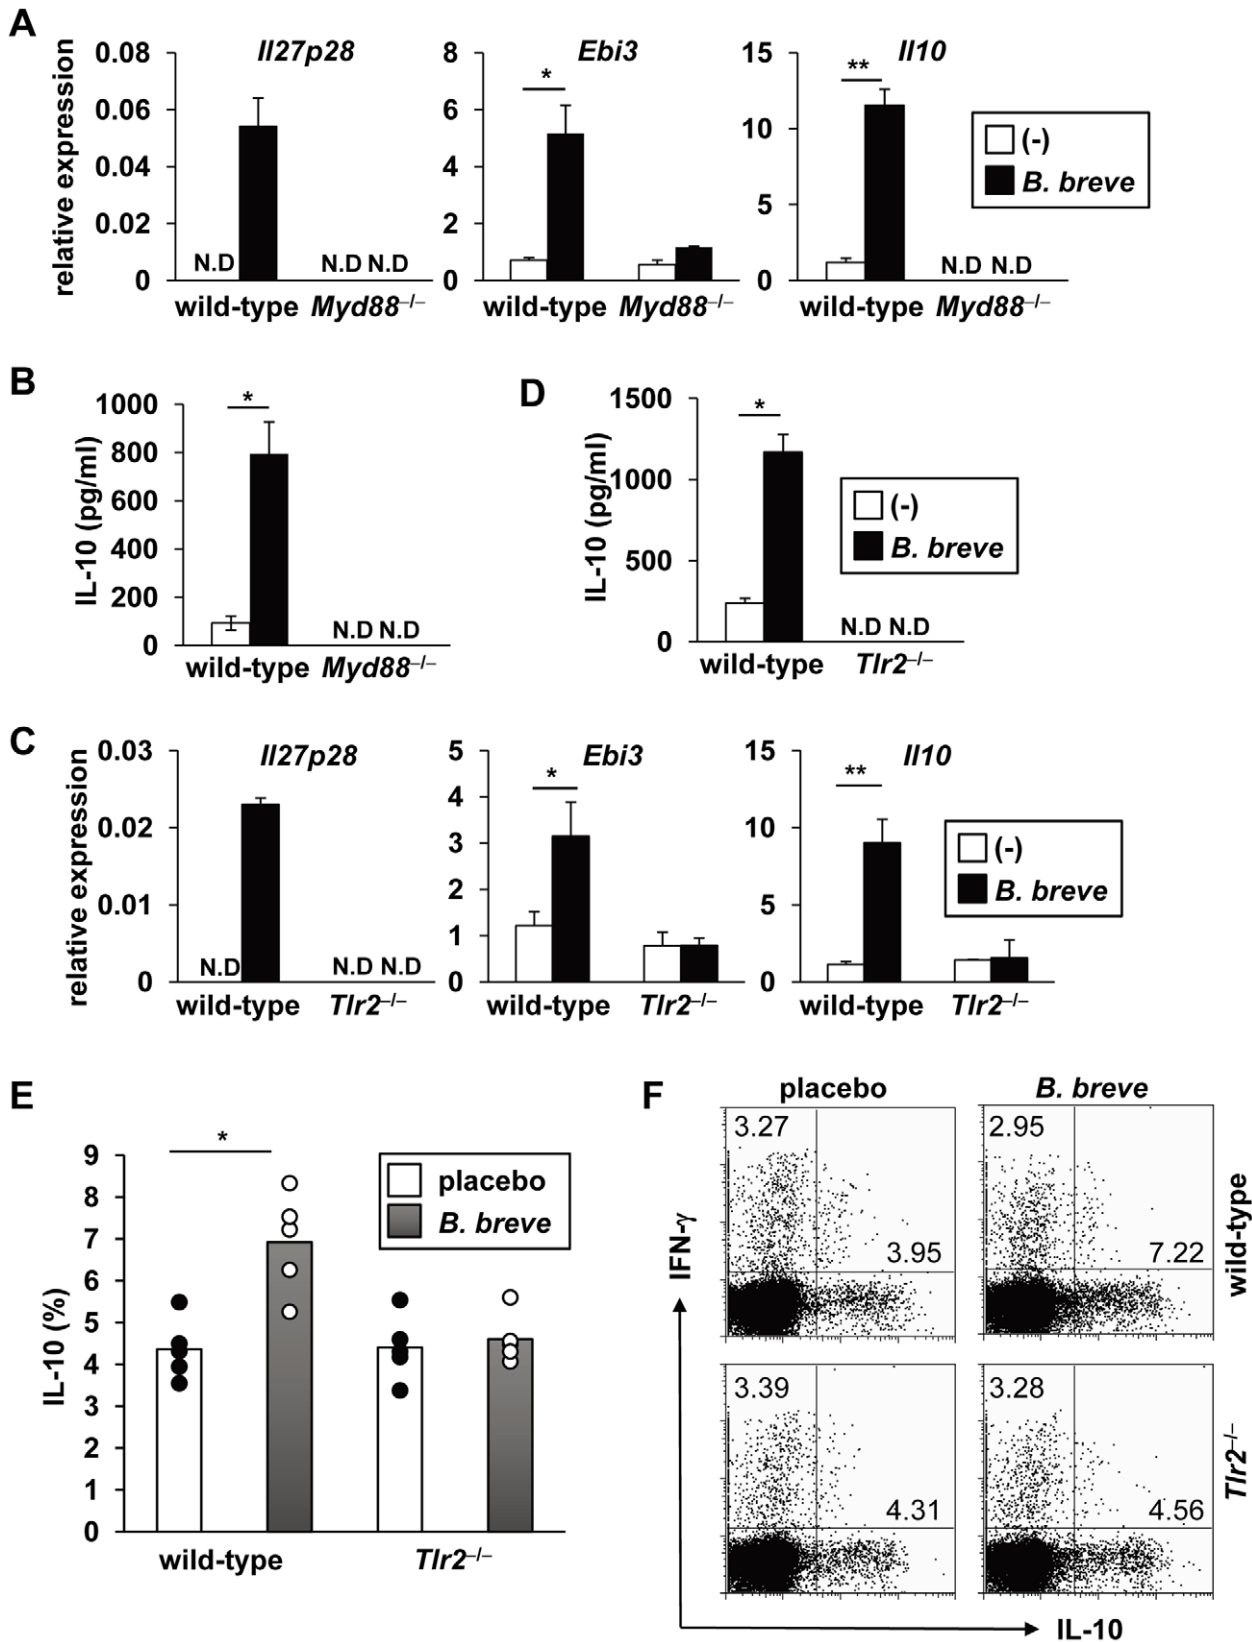 A
Il27p28
Ebi3
Il10
relative expression
0.08
0.06
0.04
0.02
0
N.D
N.D N.D
wild-type Myd88–/–
8
6
4
2
0
*
wild-type Myd88–/–
15
10
5
0
**
N.D N.D
wild-type Myd88–/–
(-)
B. breve
B
IL-10 (pg/ml)
1000
800
600
400
200
0
*
N.D N.D
wild-type Myd88–/–
D
IL-10 (pg/ml)
1500
1000
500
0
*
N.D N.D
wild-type Tlr2–/–
(-)
B. breve
C
relative expression
Il27p28
0.03
0.02
0.01
0
N.D
N.D N.D
wild-type Tlr2–/–
Ebi3
5
4
3
2
1
0
*
wild-type Tlr2–/–
Il10
15
10
5
0
**
wild-type Tlr2–/–
(-)
B. breve
E
IL-10 (%)
9
8
7
6
5
4
3
2
1
0
*
placebo
B. breve
wild-type Tlr2–/–
F
placebo
B. breve
3.27
3.95
2.95
7.22
wild-type
3.39
4.31
3.28
4.56
Tlr2–/–
IFN-γ
IL-10